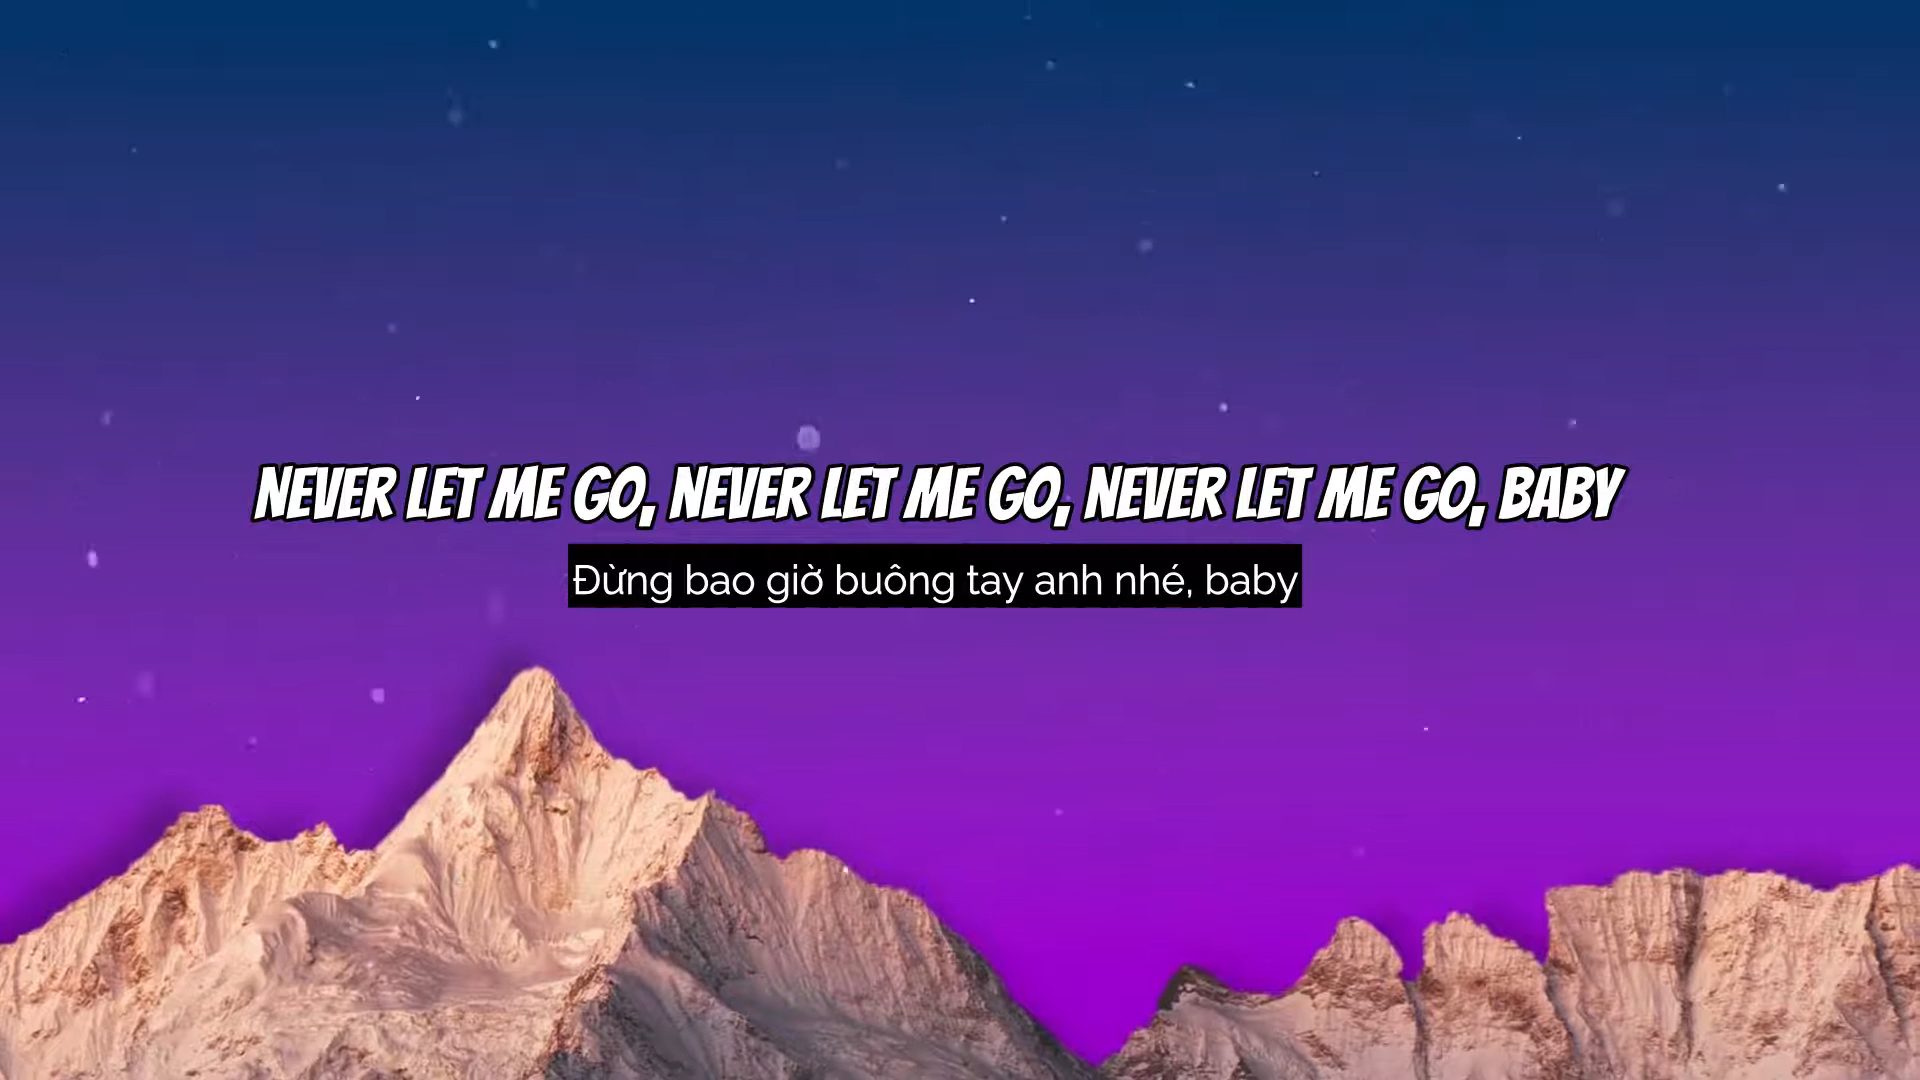 NEVER LET ME GO, NEVER LET ME GO, NEVER LET ME GO, BABY
Đừng bao giờ buông tay anh nhé, baby